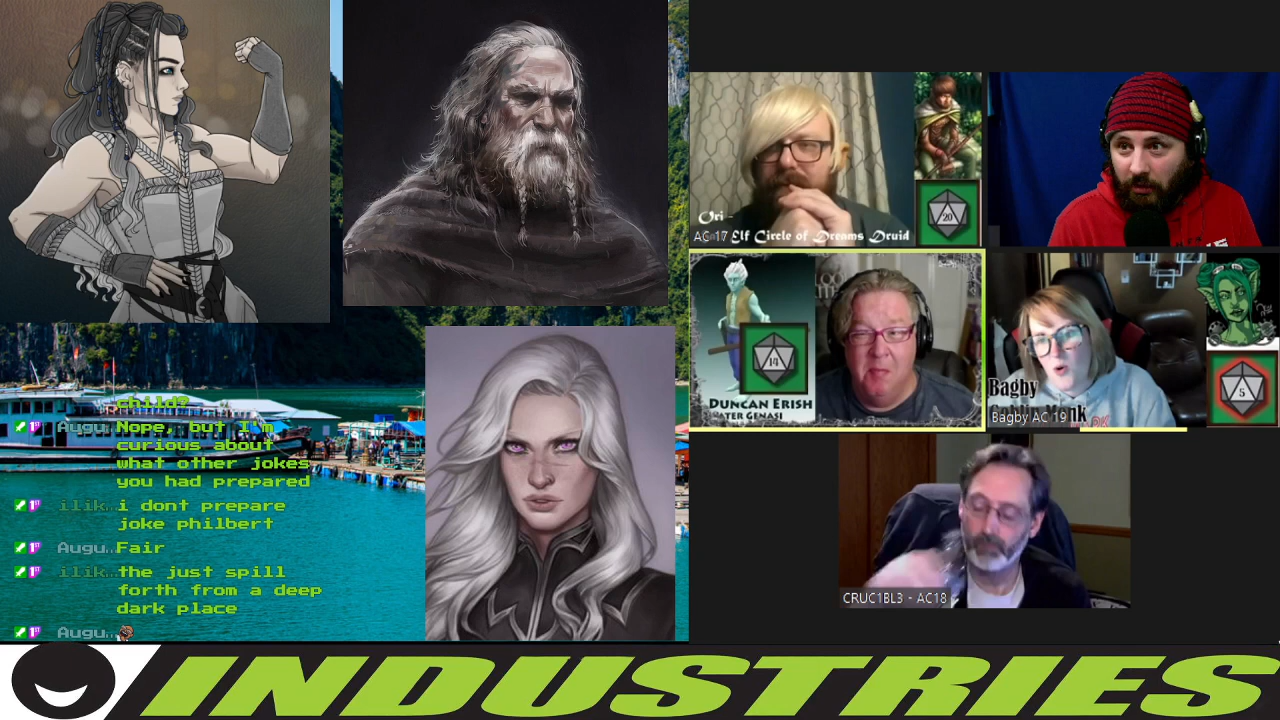 child?
Augu.. Nope, but I'm
curious about
what other jokes
you had prepared
ilik.. i dont prepare
joke philbert
Augu.. Fair
ilik.. the just spill
forth from a deep
dark place
Augu..
Ori -
AC 17 Elf Circle of Dreams Druid
20
14
DUNCAN ERISH
WATER GENASI
Bagby
Bagby AC 19
5
CRUC1BL3 - AC18
INDUSTRIES